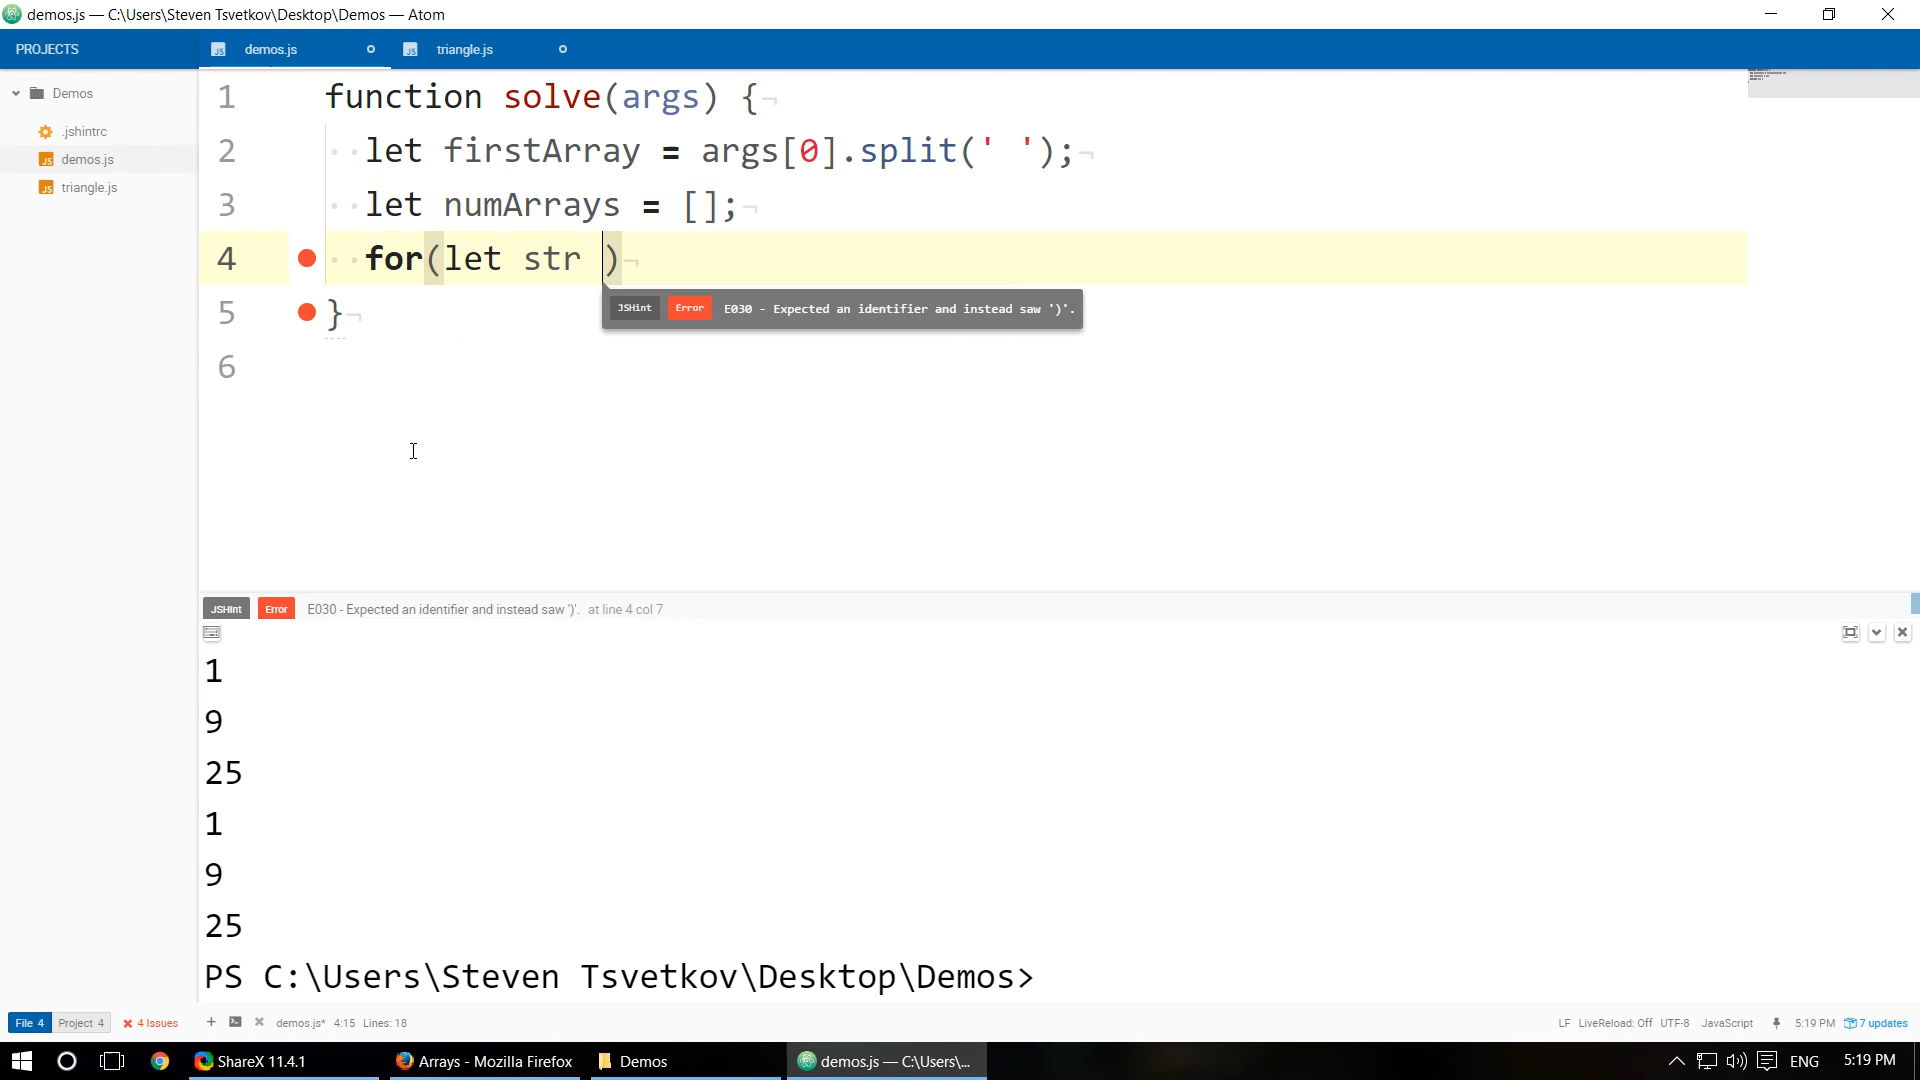 demos.js — C:\Users\Steven Tsvetkov\Desktop\Demos — Atom
PROJECTS
demos.js
triangle.js
Demos
.jshintrc
demos.js
triangle.js
1 function solve(args) {¬
2 let firstArray = args[0].split(' ');¬
3 let numArrays = [];¬
4 for(let str )¬
JSHint Error E030 - Expected an identifier and instead saw ')'.
5 }¬
6
JSHint Error E030 - Expected an identifier and instead saw ')'. at line 4 col 7
1
9
25
1
9
25
PS C:\Users\Steven Tsvetkov\Desktop\Demos>
File 4 Project 4 4 Issues demos.js* 4:15 Lines: 18 LF LiveReload: Off UTF-8 JavaScript 5:19 PM 7 updates
ShareX 11.4.1 Arrays - Mozilla Firefox Demos demos.js — C:\Users\... ENG 5:19 PM